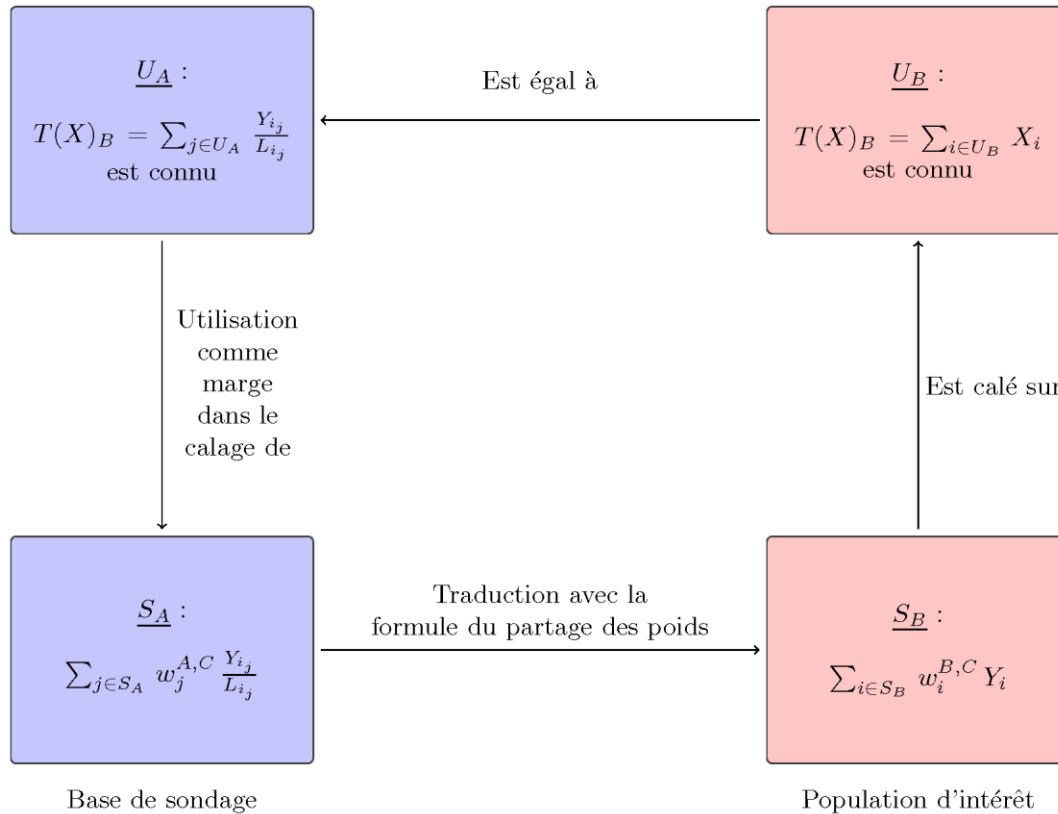 U_A :
T(X)_B = ∑_{j∈U_A} Y_{i_j}/L_{i_j}
est connu
Est égal à
U_B :
T(X)_B = ∑_{i∈U_B} X_i
est connu
Utilisation
comme
marge
dans le
calage de
Est calé sur
S_A :
∑_{j∈S_A} w_j^{A,C} Y_{i_j}/L_{i_j}
Traduction avec la
formule du partage des poids
S_B :
∑_{i∈S_B} w_i^{B,C} Y_i
Base de sondage
Population d'intérêt